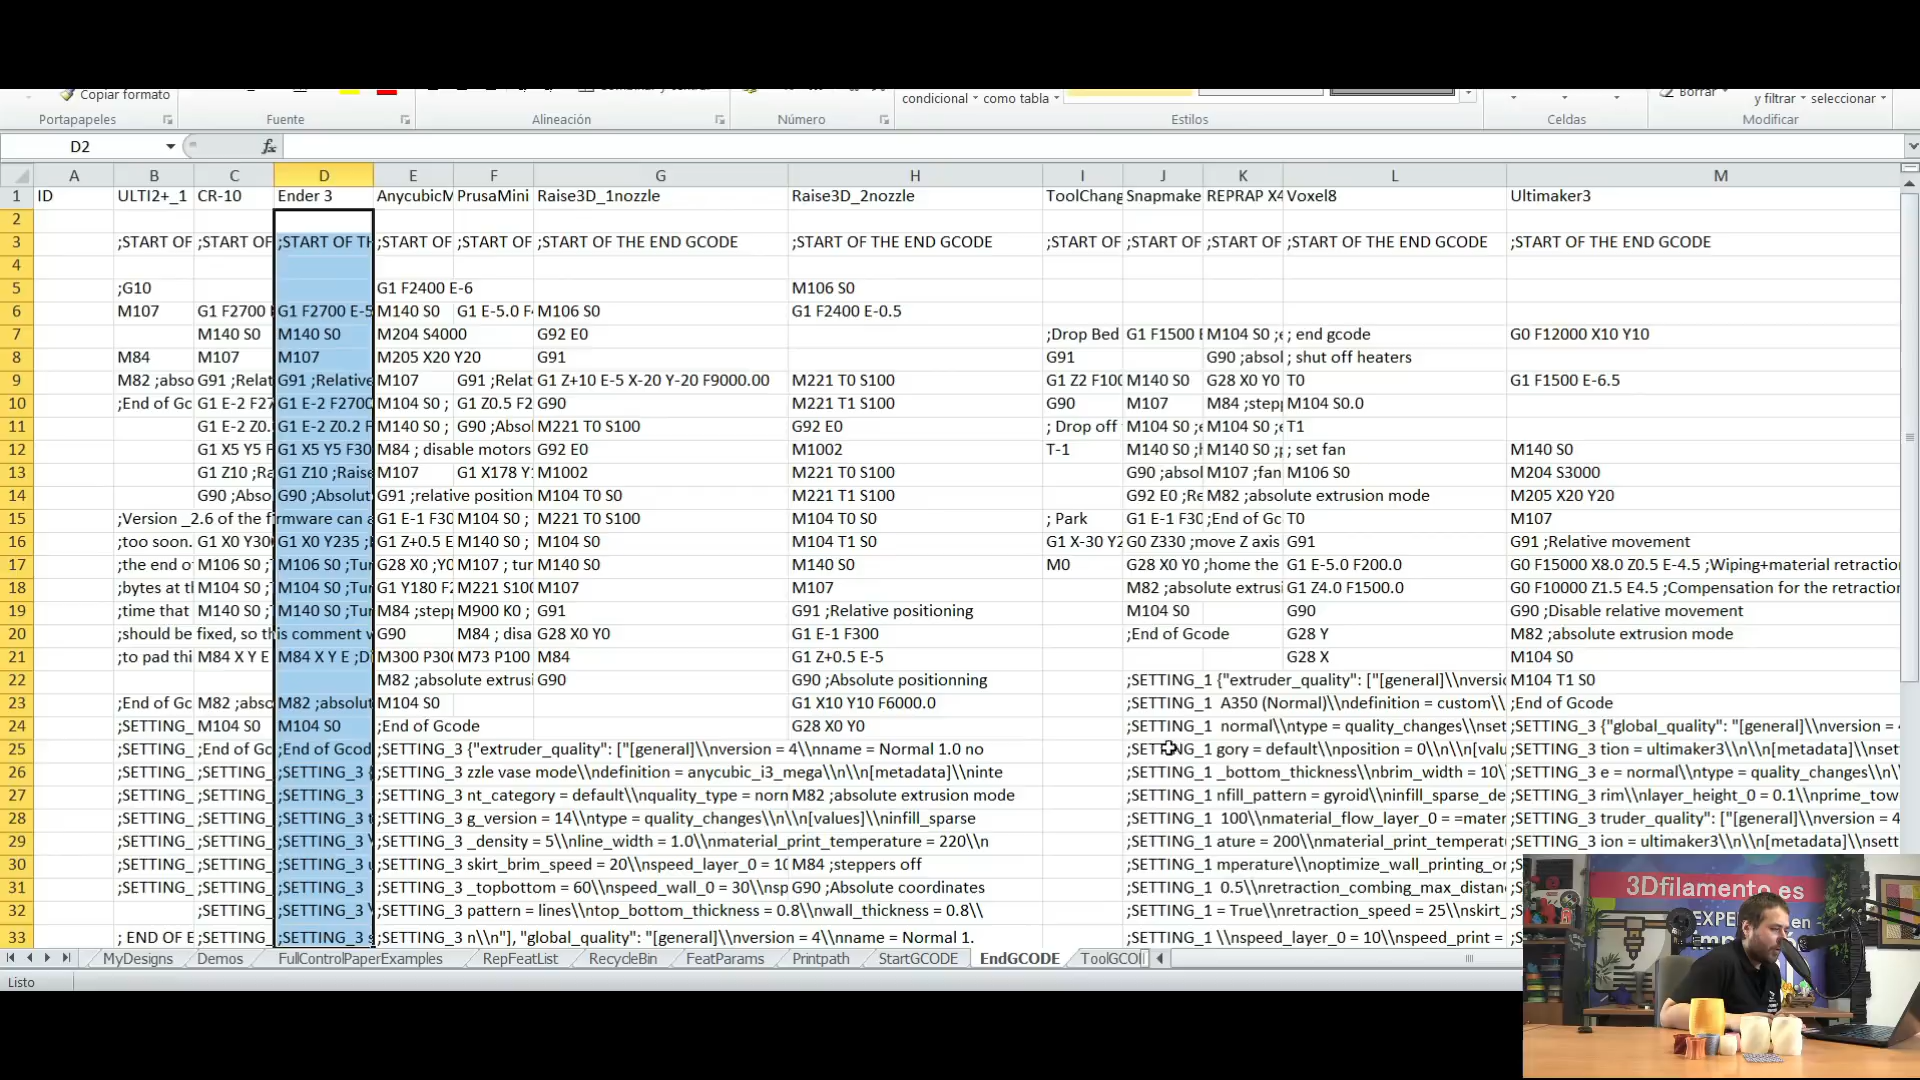 Copiar formato
condicional como tabla
Borrar
y filtrar seleccionar
Portapapeles Fuente Alineación Número Estilos Celdas Modificar
D2 fx
A B C D E F G H I J K L M
1 ID ULTI2+_1 CR-10 Ender 3 AnycubicM PrusaMini Raise3D_1nozzle Raise3D_2nozzle ToolChang Snapmake REPRAP X4 Voxel8 Ultimaker3
2
3 ;START OF ;START OF ;START OF TH ;START OF ;START OF ;START OF THE END GCODE ;START OF THE END GCODE ;START OF ;START OF ;START OF ;START OF THE END GCODE ;START OF THE END GCODE
4
5 ;G10 G1 F2400 E-6 M106 S0
6 M107 G1 F2700 G1 F2700 E-5 M140 S0 G1 E-5.0 F M106 S0 G1 F2400 E-0.5
7 M140 S0 M140 S0 M204 S4000 G92 E0 ;Drop Bed G1 F1500 M104 S0 ;e ; end gcode G0 F12000 X10 Y10
8 M84 M107 M107 M205 X20 Y20 G91 G91 G90 ;absol ; shut off heaters
9 M82 ;abso G91 ;Relat G91 ;Relative M107 G91 ;Relat G1 Z+10 E-5 X-20 Y-20 F9000.00 M221 T0 S100 G1 Z2 F100 M140 S0 G28 X0 Y0 T0 G1 F1500 E-6.5
10 ;End of Gc G1 E-2 F27 G1 E-2 F2700 M104 S0 ; G1 Z0.5 F2 G90 M221 T1 S100 G90 M107 M84 ;stepp M104 S0.0
11 G1 E-2 Z0. G1 E-2 Z0.2 F M140 S0 ; G90 ;Abso M221 T0 S100 G92 E0 ; Drop off M104 S0 ;e M104 S0 ;e T1
12 G1 X5 Y5 F G1 X5 Y5 F30 M84 ; disable motors G92 E0 M1002 T-1 M140 S0 ;h M140 S0 ;p ; set fan M140 S0
13 G1 Z10 ;Ra G1 Z10 ;Raise M107 G1 X178 Y M1002 M221 T0 S100 G90 ;absol M107 ;fan M106 S0 M204 S3000
14 G90 ;Abso G90 ;Absolut G91 ;relative position M104 T0 S0 M221 T1 S100 G92 E0 ;Re M82 ;absolute extrusion mode M205 X20 Y20
15 ;Version _2.6 of the firmware can a G1 E-1 F30 M104 S0 ; M221 T0 S100 M104 T0 S0 ; Park G1 E-1 F30 ;End of Gc T0 M107
16 ;too soon. G1 X0 Y30 G1 X0 Y235 ; G1 Z+0.5 E M140 S0 ; M104 S0 M104 T1 S0 G1 X-30 Y2 G0 Z330 ;move Z axis G91 G91 ;Relative movement
17 ;the end of M106 S0 ;T M106 S0 ;Tur G28 X0 ;Y0 M107 ; tur M140 S0 M140 S0 M0 G28 X0 Y0 ;home the G1 E-5.0 F200.0 G0 F15000 X8.0 Z0.5 E-4.5 ;Wiping+material retraction
18 ;bytes at th M104 S0 ;T M104 S0 ;Tur G1 Y180 F2 M221 S100 M107 M107 M82 ;absolute extrus G1 Z4.0 F1500.0 G0 F10000 Z1.5 E4.5 ;Compensation for the retraction
19 ;time that M140 S0 ;T M140 S0 ;Tur M84 ;stepp M900 K0 ; G91 G91 ;Relative positioning M104 S0 G90 G90 ;Disable relative movement
20 ;should be fixed, so this comment w G90 M84 ; disa G28 X0 Y0 G1 E-1 F300 ;End of Gcode G28 Y M82 ;absolute extrusion mode
21 ;to pad thi M84 X Y E M84 X Y E ;Di M300 P300 M73 P100 M84 G1 Z+0.5 E-5 G28 X M104 S0
22 M82 ;absolute extrusi G90 G90 ;Absolute positionning ;SETTING_1 {"extruder_quality": ["[general]\\nversio M104 T1 S0
23 ;End of Gc M82 ;abso M82 ;absolut M104 S0 G1 X10 Y10 F6000.0 ;SETTING_1 A350 (Normal)\\ndefinition = custom\\ ;End of Gcode
24 ;SETTING_ M104 S0 M104 S0 ;End of Gcode G28 X0 Y0 ;SETTING_1 normal\\ntype = quality_changes\\nset ;SETTING_3 {"global_quality": "[general]\\nversion =
25 ;SETTING_ ;End of Gc ;End of Gcod ;SETTING_3 {"extruder_quality": ["[general]\\nversion = 4\\nname = Normal 1.0 no ;SETTING_1 gory = default\\nposition = 0\\n\\n[valu ;SETTING_3 tion = ultimaker3\\n\\n[metadata]\\nset
26 ;SETTING_ ;SETTING_ ;SETTING_3 { ;SETTING_3 zzle vase mode\\ndefinition = anycubic_i3_mega\\n\\n[metadata]\\ninte ;SETTING_1 _bottom_thickness\\nbrim_width = 10\\ ;SETTING_3 e = normal\\ntype = quality_changes\\n\\
27 ;SETTING_ ;SETTING_ ;SETTING_3 ;SETTING_3 nt_category = default\\nquality_type = norn M82 ;absolute extrusion mode ;SETTING_1 nfill_pattern = gyroid\\ninfill_sparse_de ;SETTING_3 rim\\nlayer_height_0 = 0.1\\nprime_tow
28 ;SETTING_ ;SETTING_ ;SETTING_3 t ;SETTING_3 g_version = 14\\ntype = quality_changes\\n\\n[values]\\ninfill_sparse ;SETTING_1 100\\nmaterial_flow_layer_0 = =mater ;SETTING_3 truder_quality": ["[general]\\nversion = 4
29 ;SETTING_ ;SETTING_ ;SETTING_3 \ ;SETTING_3 _density = 5\\nline_width = 1.0\\nmaterial_print_temperature = 220\\n ;SETTING_1 ature = 200\\nmaterial_print_temperat ;SETTING_3 ion = ultimaker3\\n\\n[metadata]\\nsett
30 ;SETTING_ ;SETTING_ ;SETTING_3 u ;SETTING_3 skirt_brim_speed = 20\\nspeed_layer_0 = 10 M84 ;steppers off ;SETTING_1 mperature\\noptimize_wall_printing_or
31 ;SETTING_ ;SETTING_ ;SETTING_3 ;SETTING_3 _topbottom = 60\\nspeed_wall_0 = 30\\nsp G90 ;Absolute coordinates ;SETTING_1 0.5\\nretraction_combing_max_distan
32 ;SETTING_ ;SETTING_3 \ ;SETTING_3 pattern = lines\\ntop_bottom_thickness = 0.8\\nwall_thickness = 0.8\\ ;SETTING_1 = True\\nretraction_speed = 25\\nskirt_
33 ; END OF E ;SETTING_ ;SETTING_3 s ;SETTING_3 n\\n"], "global_quality": "[general]\\nversion = 4\\nname = Normal 1. ;SETTING_1 \\nspeed_layer_0 = 10\\nspeed_print =
MyDesigns Demos FullControlPaperExamples RepFeatList RecycleBin FeatParams Printpath StartGCODE EndGCODE ToolGCOD
Listo
3Dfilamento.es